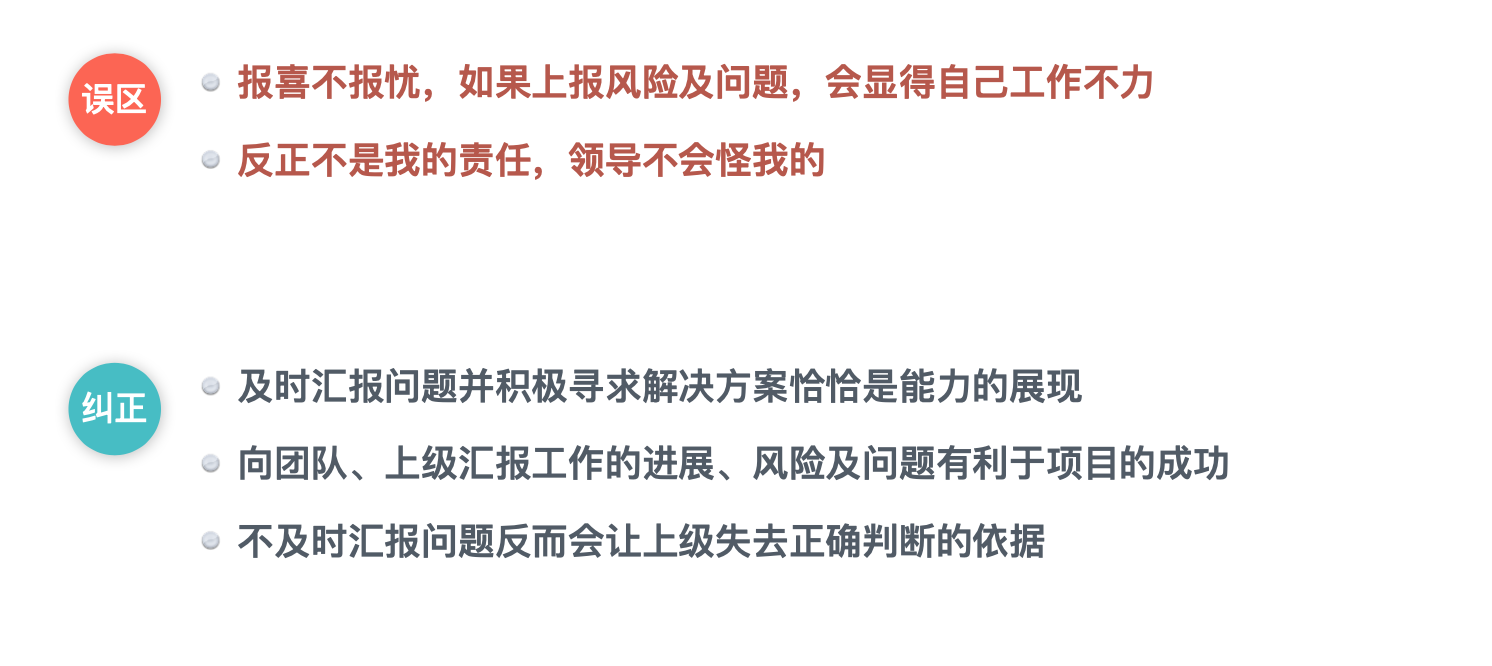 误区
报喜不报忧，如果上报风险及问题，会显得自己工作不力
反正不是我的责任，领导不会怪我的
纠正
及时汇报问题并积极寻求解决方案恰恰是能力的展现
向团队、上级汇报工作的进展、风险及问题有利于项目的成功
不及时汇报问题反而会让上级失去正确判断的依据